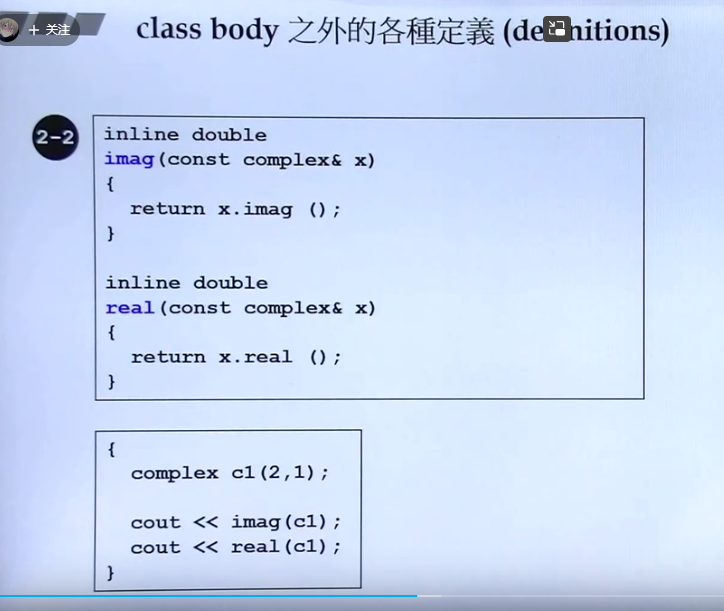 + 关注
class body 之外的各種定義 (de nitions)
2-2
inline double
imag(const complex& x)
{
return x.imag ();
}
inline double
real(const complex& x)
{
return x.real ();
}
{
complex c1(2,1);
cout << imag(c1);
cout << real(c1);
}